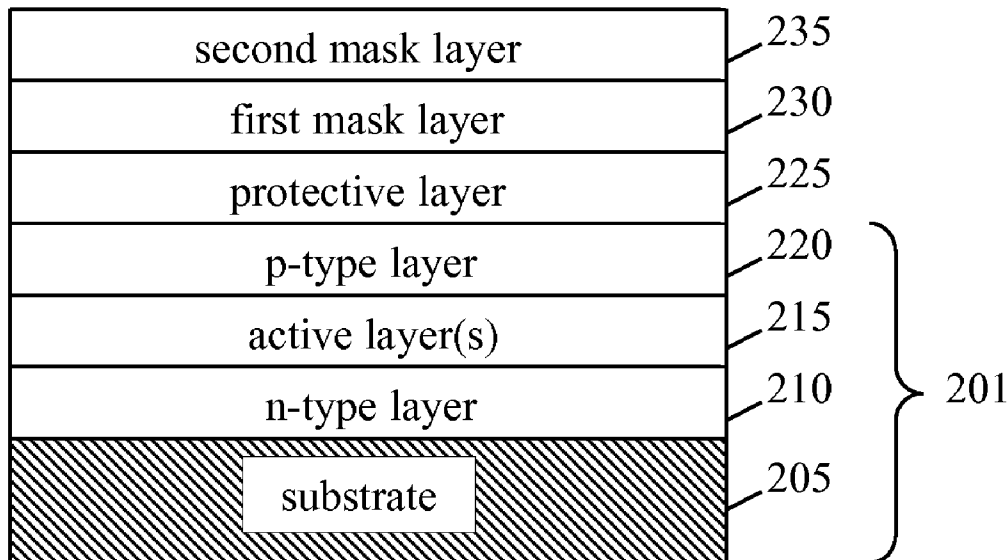 second mask layer 235
first mask layer 230
protective layer 225
p-type layer 220
active layer(s) 215
n-type layer 210
201
substrate 205